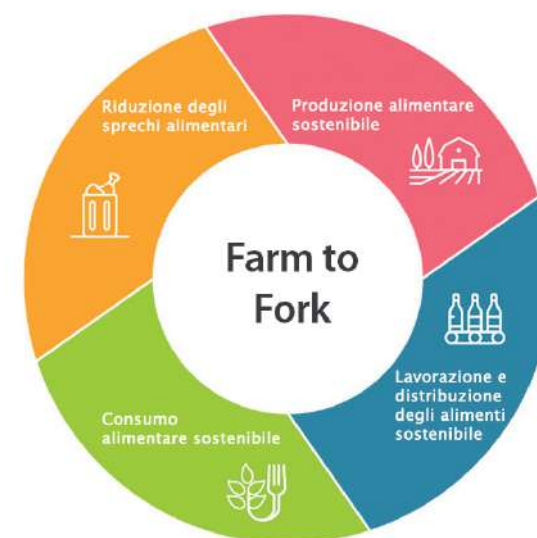 Riduzione degli
sprechi alimentari
Produzione alimentare
sostenibile
Farm to
Fork
Lavorazione e
distribuzione
degli alimenti
sostenibile
Consumo
alimentare sostenibile